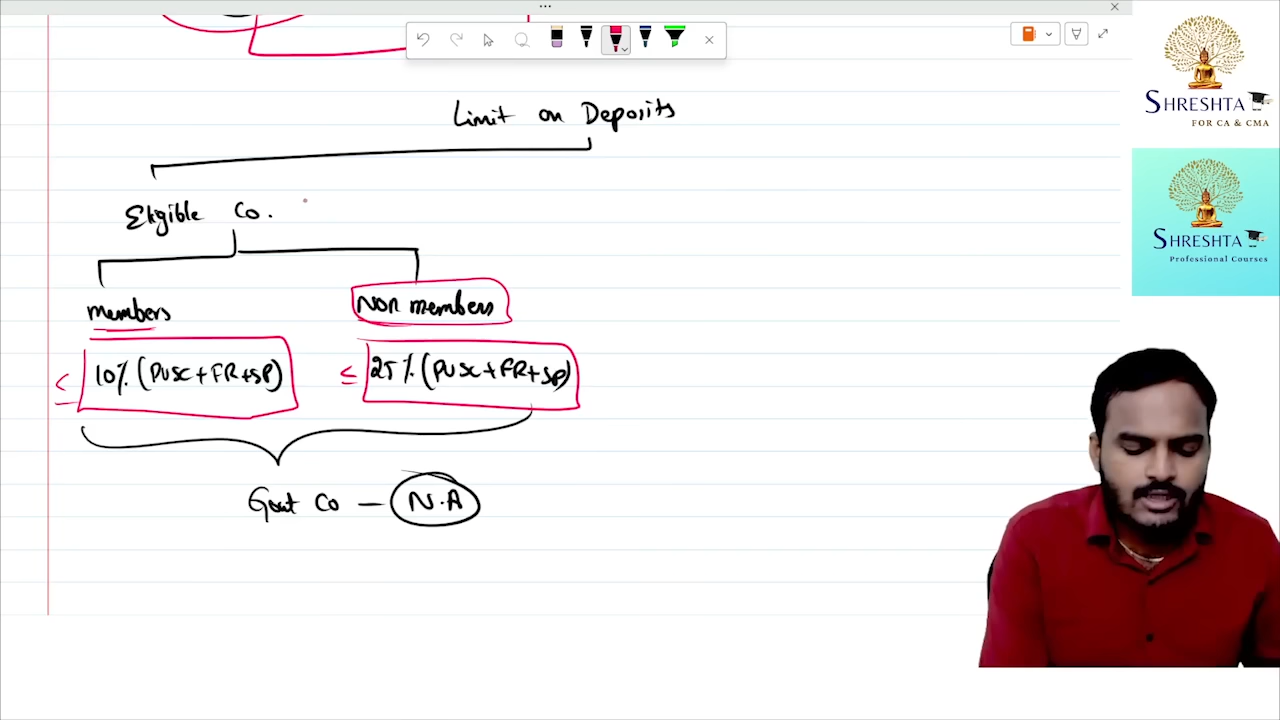 Limit on Deposits
Eligible Co.
members
Non members
≤ 10% (PUSC+FR+SP)
≤ 25% (PUSC+FR+SP)
Govt Co — N.A
SHRESHTA
FOR CA & CMA
SHRESHTA
Professional Courses